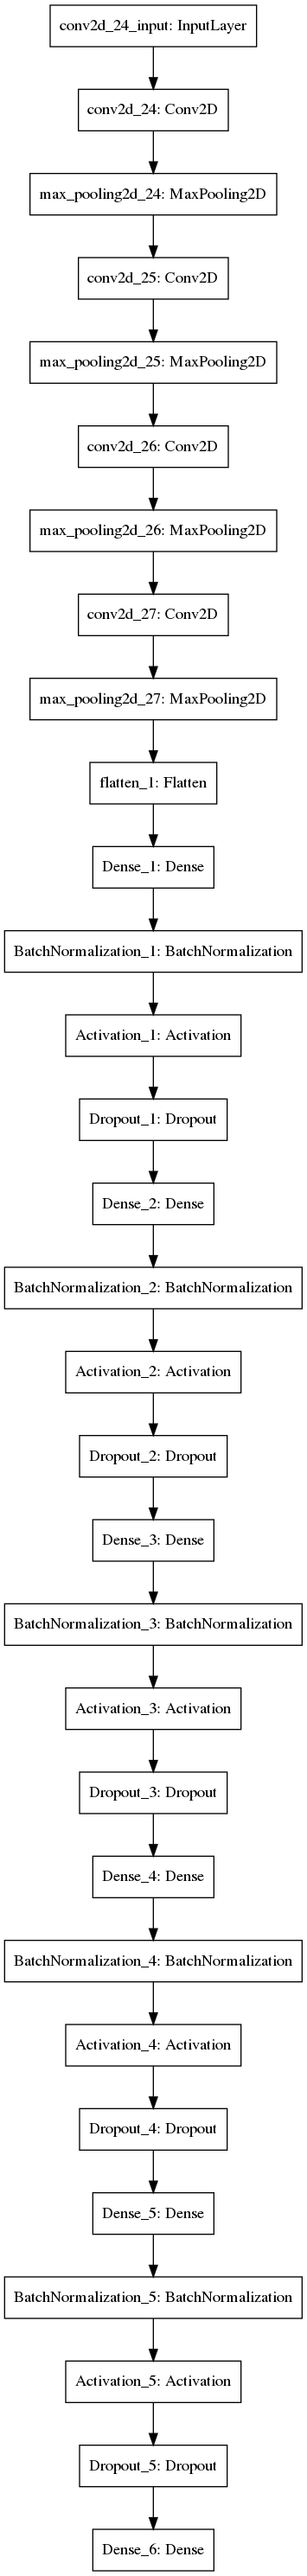 conv2d_24_input: InputLayer
conv2d_24: Conv2D
max_pooling2d_24: MaxPooling2D
conv2d_25: Conv2D
max_pooling2d_25: MaxPooling2D
conv2d_26: Conv2D
max_pooling2d_26: MaxPooling2D
conv2d_27: Conv2D
max_pooling2d_27: MaxPooling2D
flatten_1: Flatten
Dense_1: Dense
BatchNormalization_1: BatchNormalization
Activation_1: Activation
Dropout_1: Dropout
Dense_2: Dense
BatchNormalization_2: BatchNormalization
Activation_2: Activation
Dropout_2: Dropout
Dense_3: Dense
BatchNormalization_3: BatchNormalization
Activation_3: Activation
Dropout_3: Dropout
Dense_4: Dense
BatchNormalization_4: BatchNormalization
Activation_4: Activation
Dropout_4: Dropout
Dense_5: Dense
BatchNormalization_5: BatchNormalization
Activation_5: Activation
Dropout_5: Dropout
Dense_6: Dense